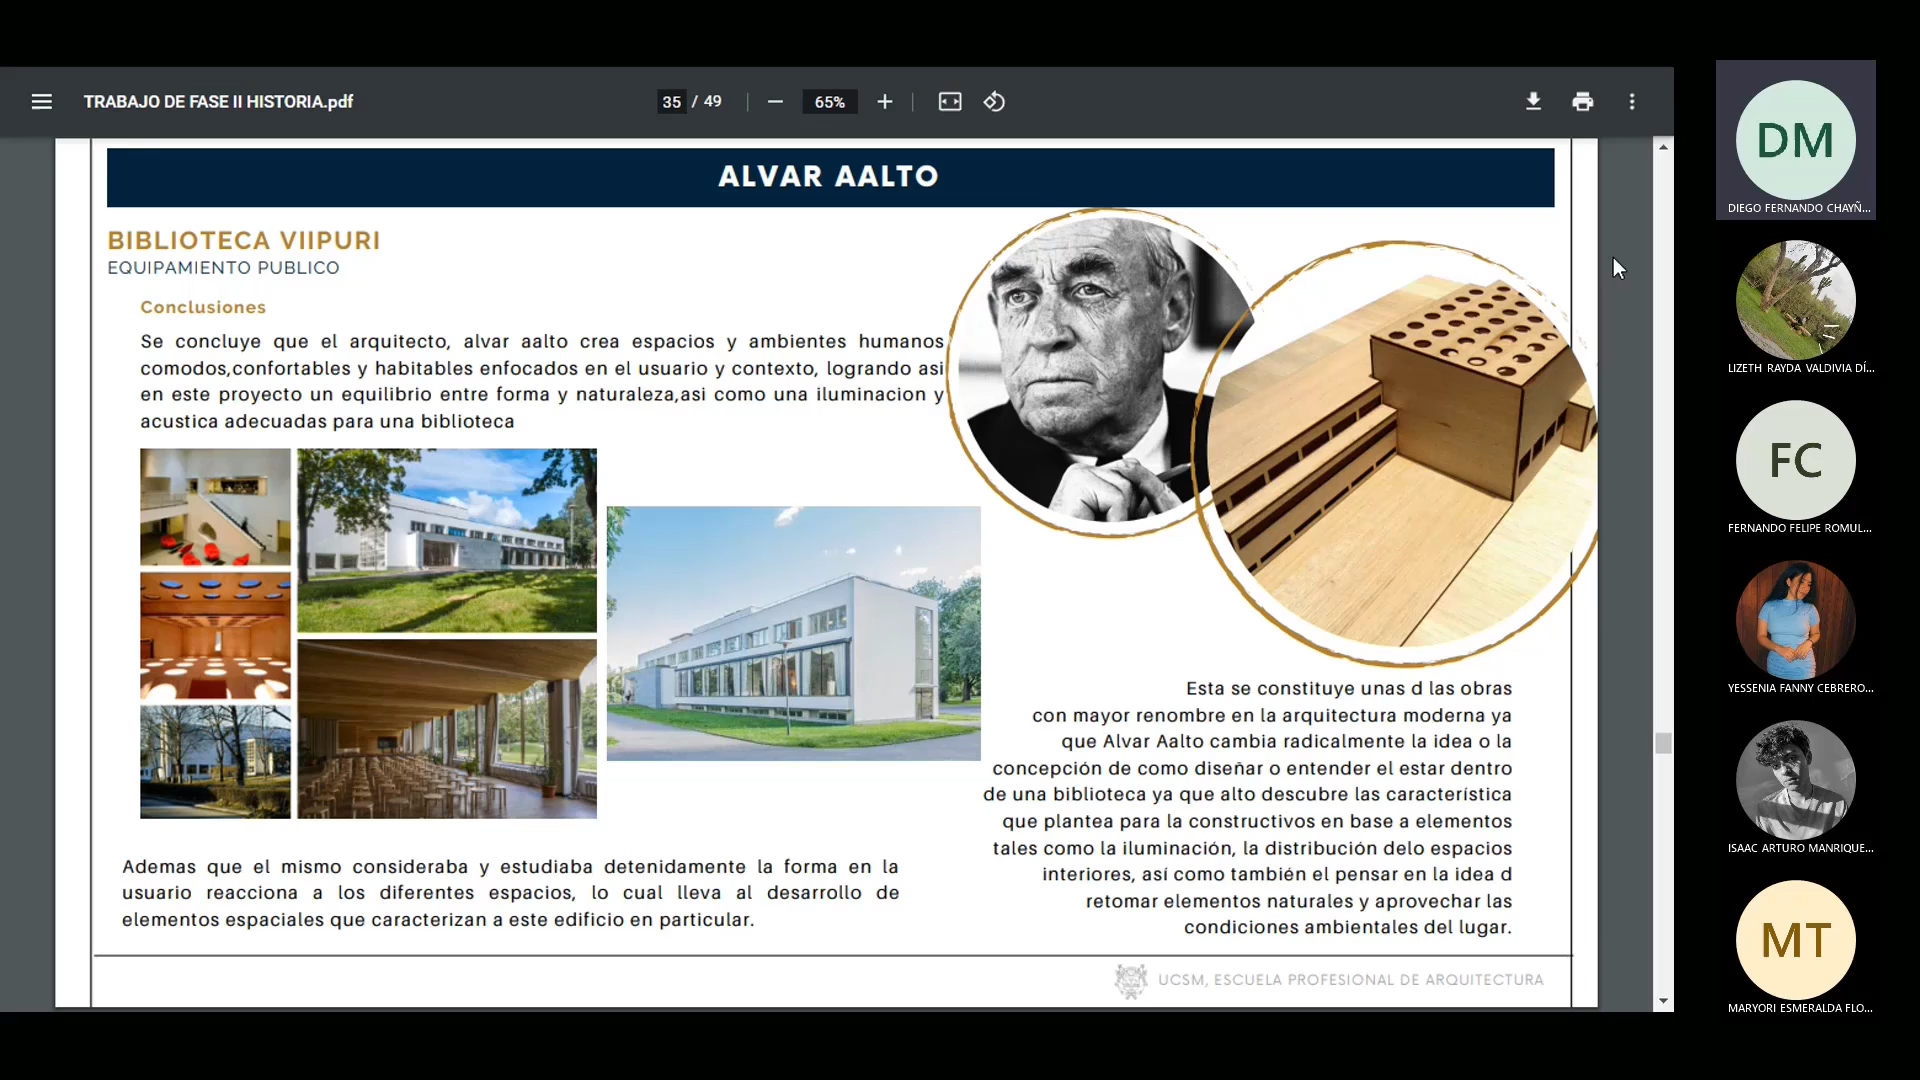 TRABAJO DE FASE II HISTORIA.pdf
35 / 49
65%
ALVAR AALTO
BIBLIOTECA VIIPURI
EQUIPAMIENTO PUBLICO
Conclusiones
Se concluye que el arquitecto, alvar aalto crea espacios y ambientes humanos
comodos,confortables y habitables enfocados en el usuario y contexto, logrando asi
en este proyecto un equilibrio entre forma y naturaleza,asi como una iluminacion y
acustica adecuadas para una biblioteca
Ademas que el mismo consideraba y estudiaba detenidamente la forma en la
usuario reacciona a los diferentes espacios, lo cual lleva al desarrollo de
elementos espaciales que caracterizan a este edificio en particular.
Esta se constituye unas d las obras
con mayor renombre en la arquitectura moderna ya
que Alvar Aalto cambia radicalmente la idea o la
concepción de como diseñar o entender el estar dentro
de una biblioteca ya que alto descubre las característica
que plantea para la constructivos en base a elementos
tales como la iluminación, la distribución delo espacios
interiores, así como también el pensar en la idea d
retomar elementos naturales y aprovechar las
condiciones ambientales del lugar.
UCSM, ESCUELA PROFESIONAL DE ARQUITECTURA
DM
DIEGO FERNANDO CHAYÑ...
LIZETH RAYDA VALDIVIA DÍ...
FC
FERNANDO FELIPE ROMUL...
YESSENIA FANNY CEBRERO...
ISAAC ARTURO MANRIQUE...
MT
MARYORI ESMERALDA FLO...